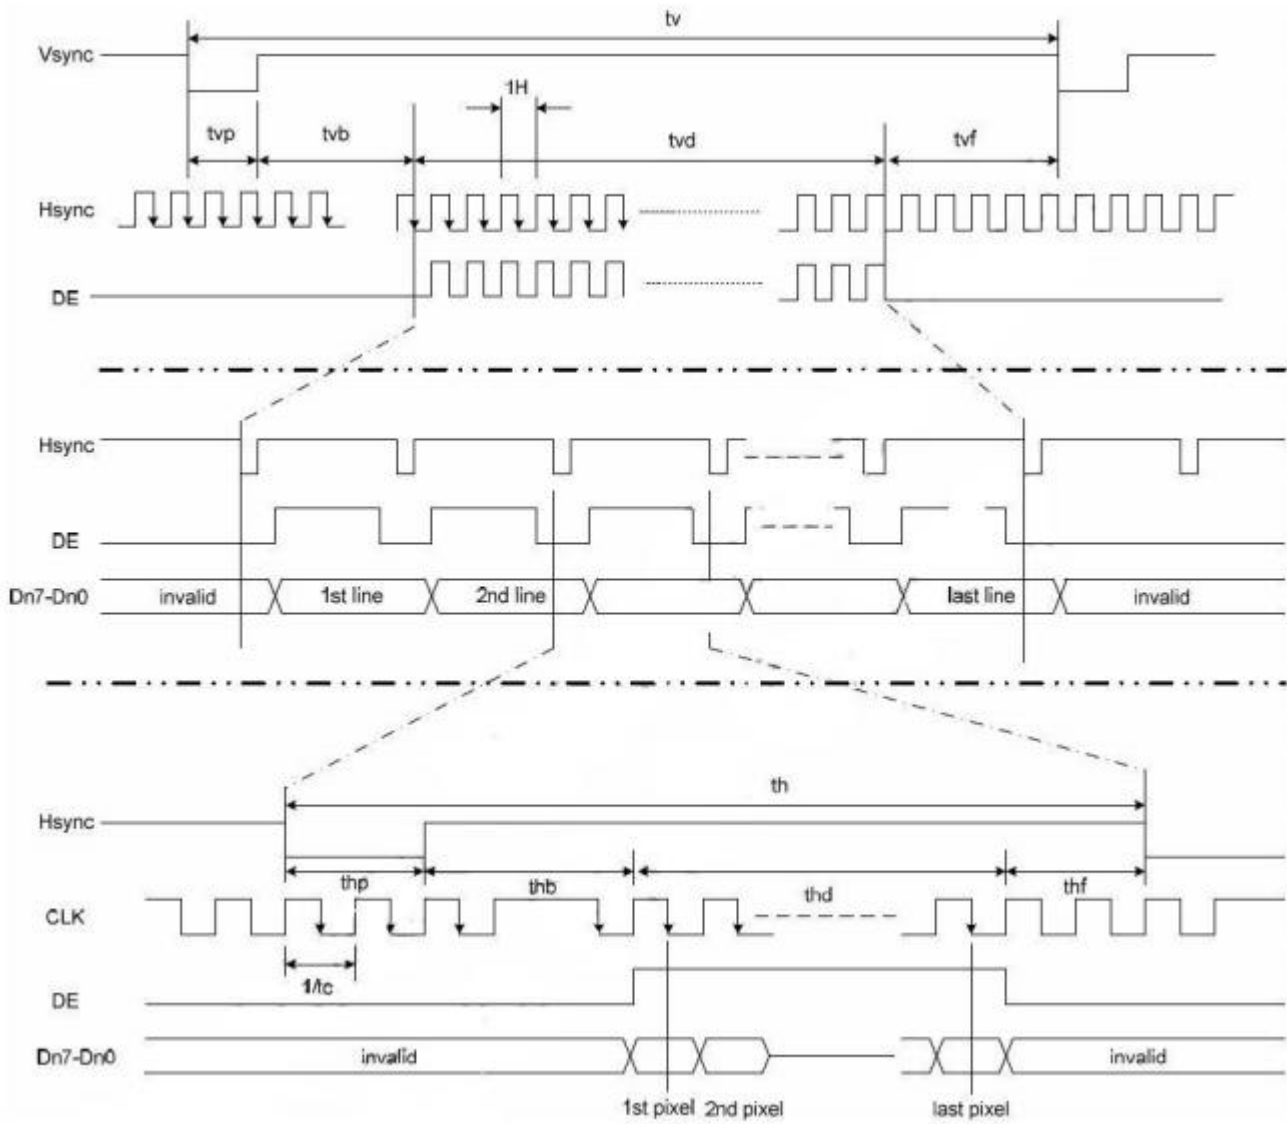 tv
Vsync
1H
tvp
tvb
tvd
tvf
Hsync
DE
Hsync
DE
Dn7-Dn0
invalid
1st line
2nd line
last line
invalid
th
Hsync
thp
thb
thd
thf
CLK
1/fc
DE
Dn7-Dn0
invalid
invalid
1st pixel
2nd pixel
last pixel